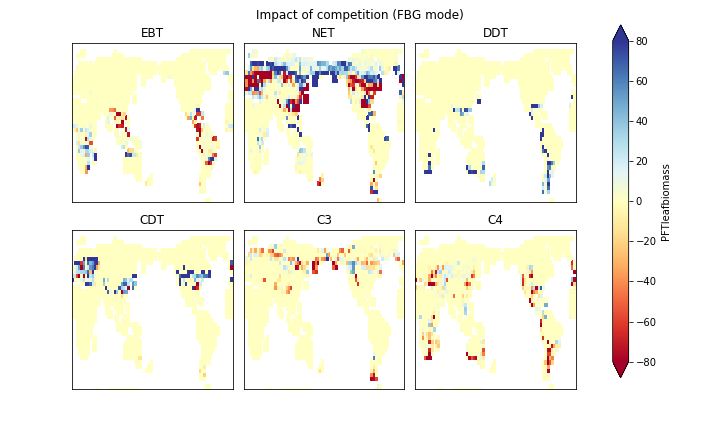 Impact of competition (FBG mode)
EBT
NET
DDT
CDT
C3
C4
80
60
40
20
0
−20
−40
−60
−80
PFTleafbiomass